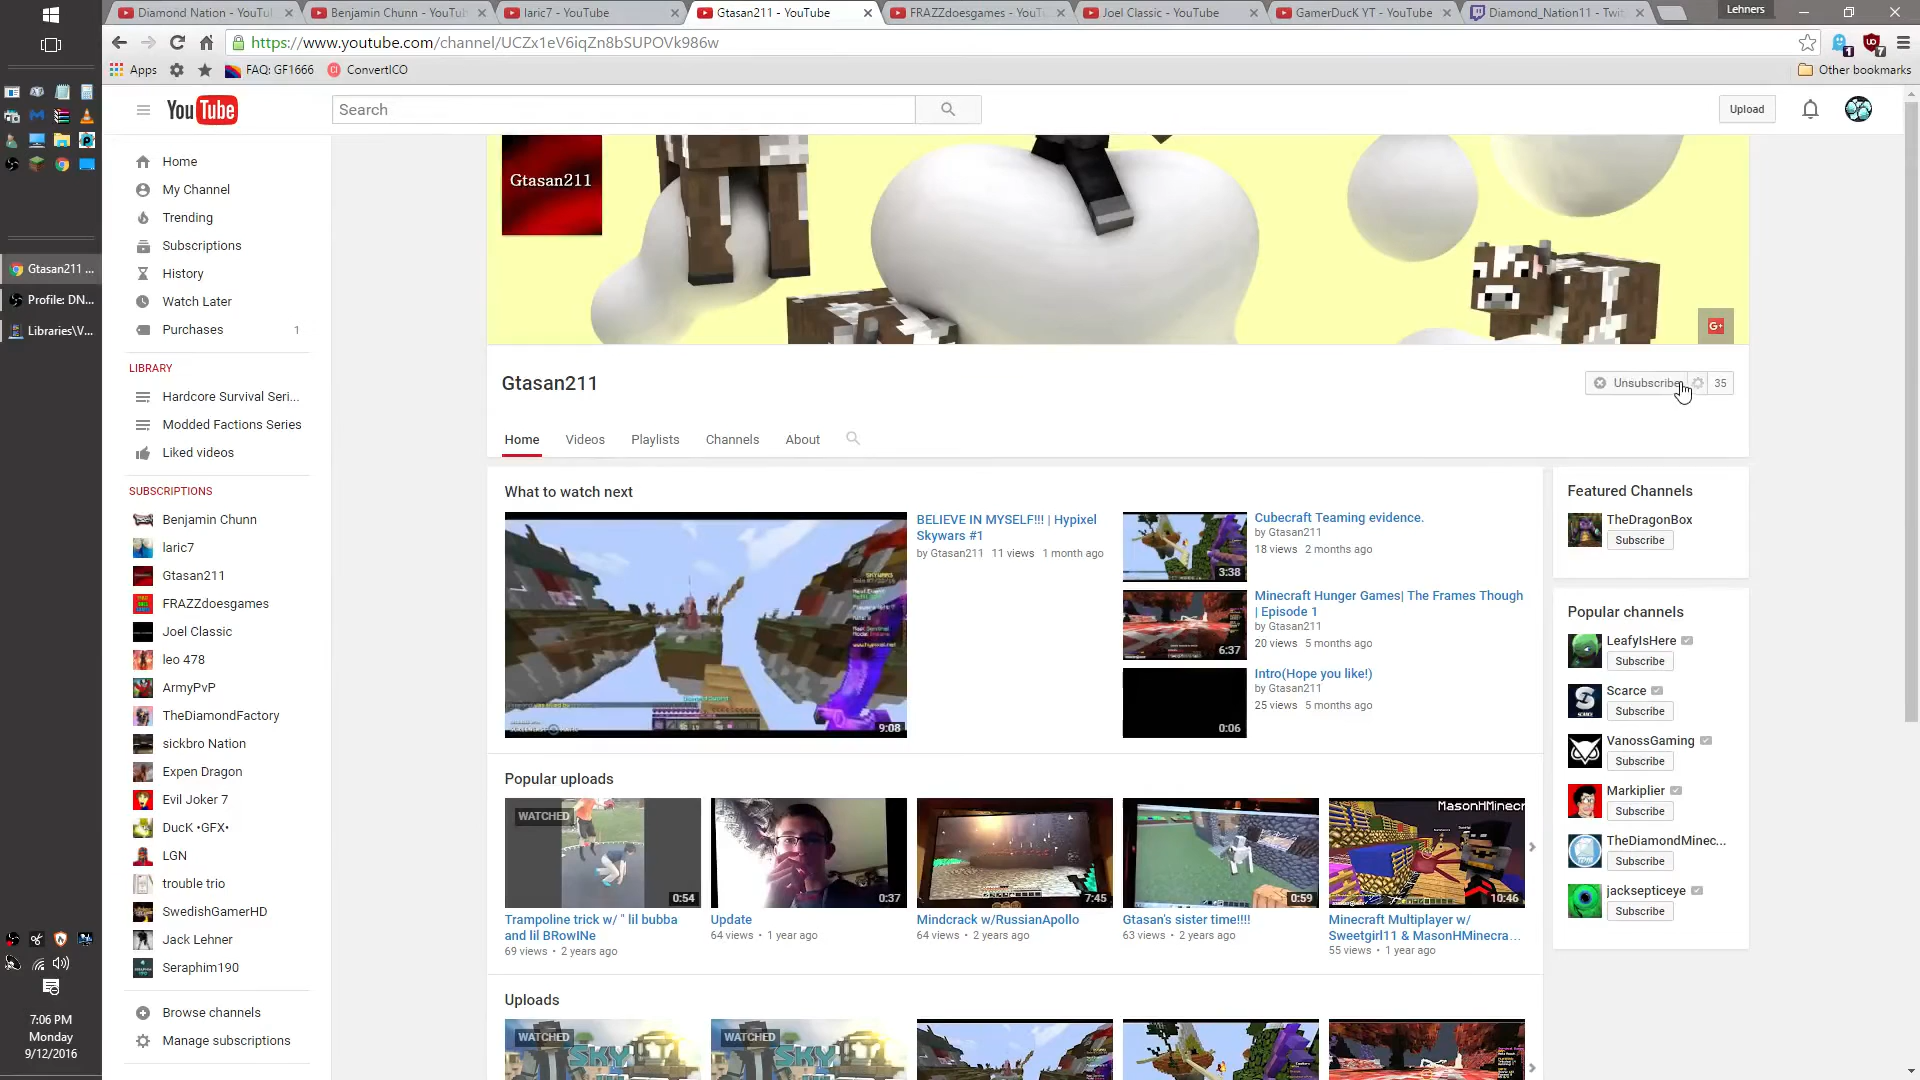 Diamond Nation - YouTu
Benjamin Chunn - YouTub
laric7 - YouTube
Gtasan211 - YouTube
FRAZZdoesgames - YouT
Joel Classic - YouTube
GamerDucK YT - YouTube
Diamond_Nation11 - Twit
Lehners
https://www.youtube.com/channel/UCZx1eV6iqZn8bSUPOVk986w
Apps
FAQ: GF1666
ConvertICO
Other bookmarks
YouTube
Search
Upload
Home
My Channel
Trending
Subscriptions
History
Watch Later
Purchases 1
LIBRARY
Hardcore Survival Seri...
Modded Factions Series
Liked videos
SUBSCRIPTIONS
Benjamin Chunn
laric7
Gtasan211
FRAZZdoesgames
Joel Classic
leo 478
ArmyPvP
TheDiamondFactory
sickbro Nation
Expen Dragon
Evil Joker 7
DucK •GFX•
LGN
trouble trio
SwedishGamerHD
Jack Lehner
Seraphim190
Browse channels
Manage subscriptions
Gtasan211 ...
Profile: DN...
Libraries\V...
7:06 PM
Monday
9/12/2016
Gtasan211
G+
Gtasan211
Unsubscribe
35
Home
Videos
Playlists
Channels
About
What to watch next
9:08
BELIEVE IN MYSELF!!! | Hypixel
Skywars #1
by Gtasan211 11 views 1 month ago
3:38
Cubecraft Teaming evidence.
by Gtasan211
18 views 2 months ago
6:37
Minecraft Hunger Games| The Frames Though
| Episode 1
by Gtasan211
20 views 5 months ago
0:06
Intro(Hope you like!)
by Gtasan211
25 views 5 months ago
Popular uploads
WATCHED
0:54
Trampoline trick w/ " lil bubba
and lil BRowINe
69 views • 2 years ago
0:37
Update
64 views • 1 year ago
7:45
Mindcrack w/RussianApollo
64 views • 2 years ago
0:59
Gtasan's sister time!!!!
63 views • 2 years ago
MasonHMinecr
10:46
Minecraft Multiplayer w/
Sweetgirl11 & MasonHMinecra...
55 views • 1 year ago
Uploads
WATCHED
SKY
WATCHED
SKY
Featured Channels
TheDragonBox
Subscribe
Popular channels
LeafyIsHere
Subscribe
Scarce
Subscribe
VanossGaming
Subscribe
Markiplier
Subscribe
TheDiamondMinec...
Subscribe
jacksepticeye
Subscribe